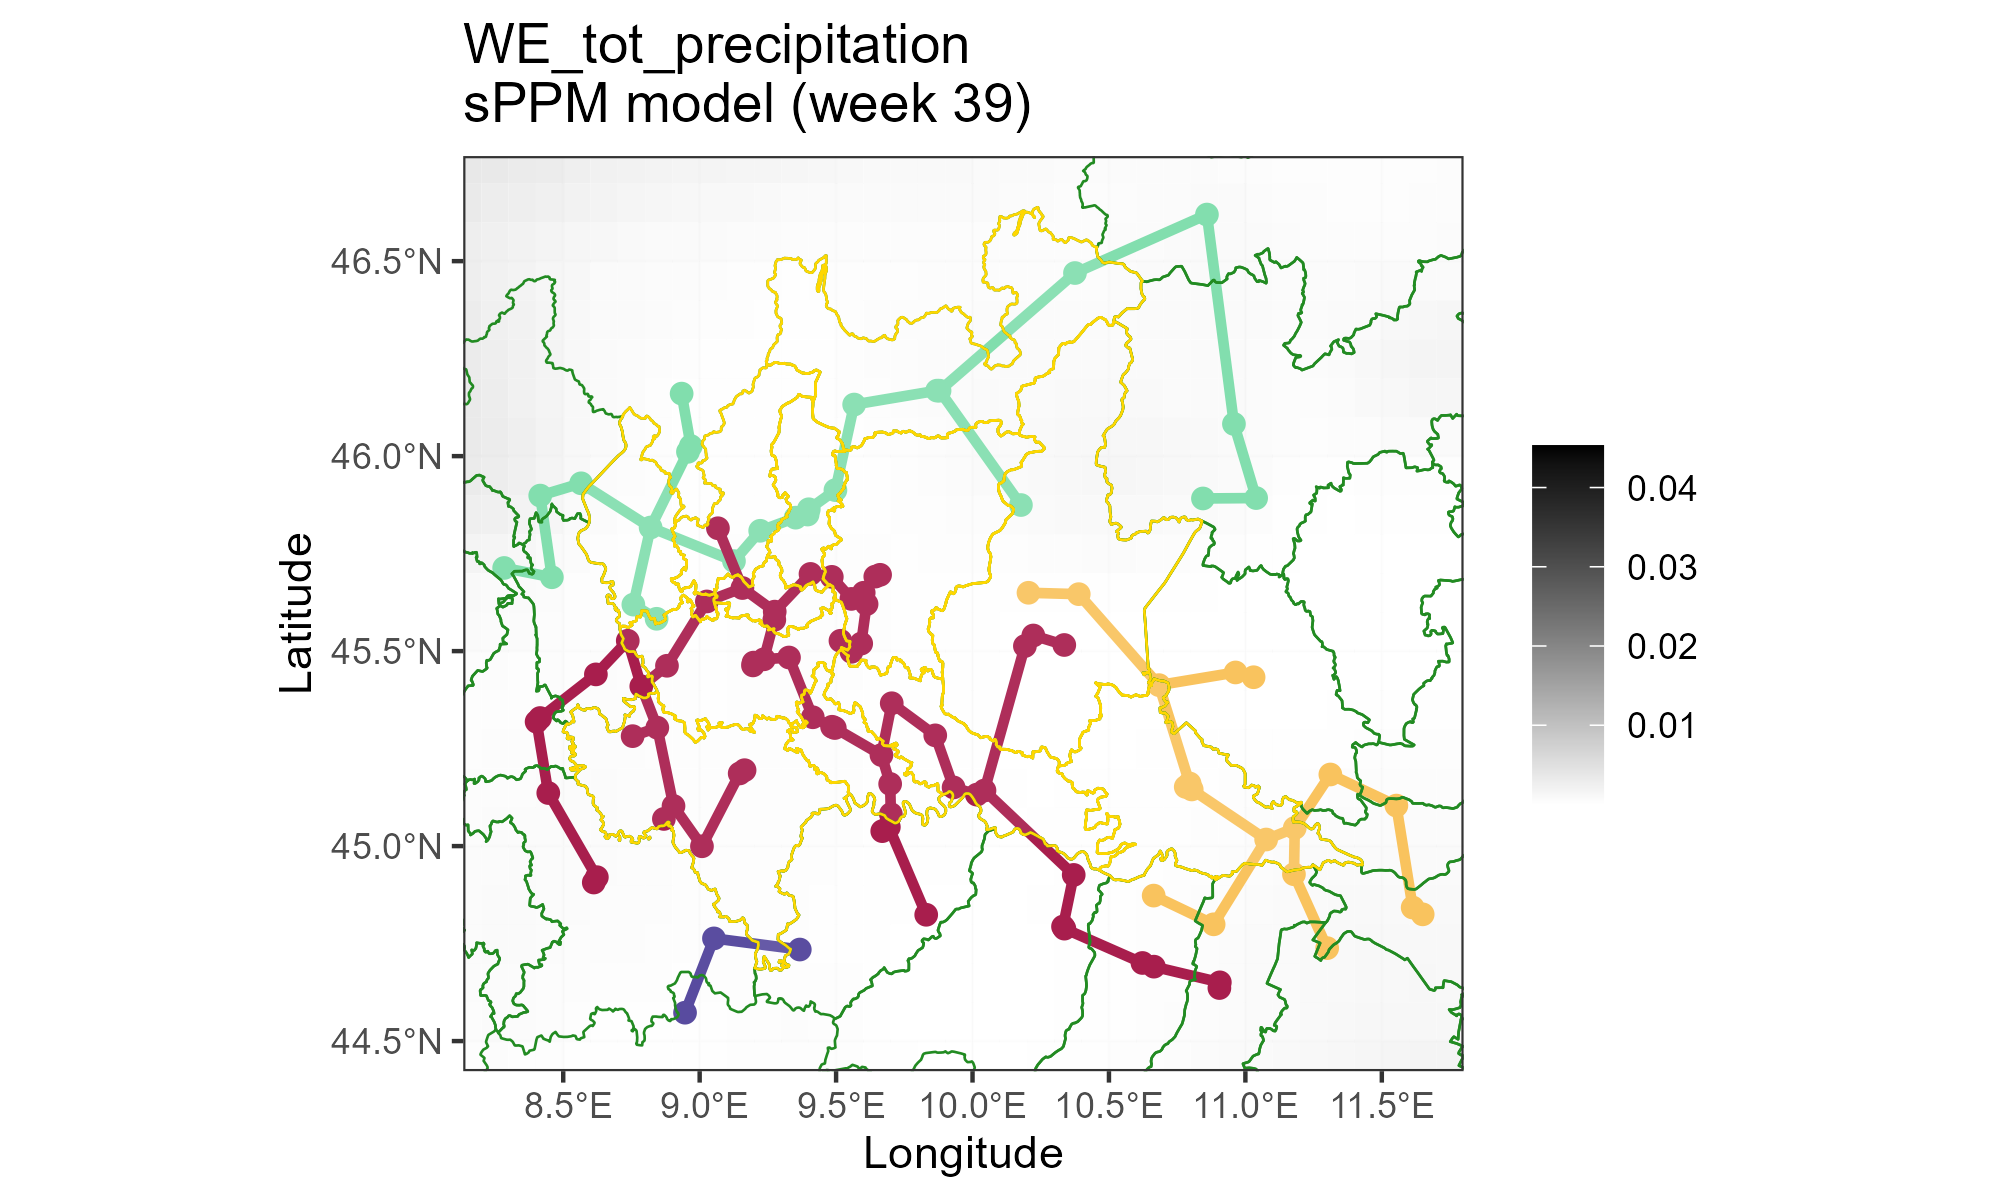 WE_tot_precipitation
sPPM model (week 39)
46.5°N
46.0°N
45.5°N
45.0°N
44.5°N
Latitude
8.5°E 9.0°E 9.5°E 10.0°E 10.5°E 11.0°E 11.5°E
Longitude
0.04
0.03
0.02
0.01